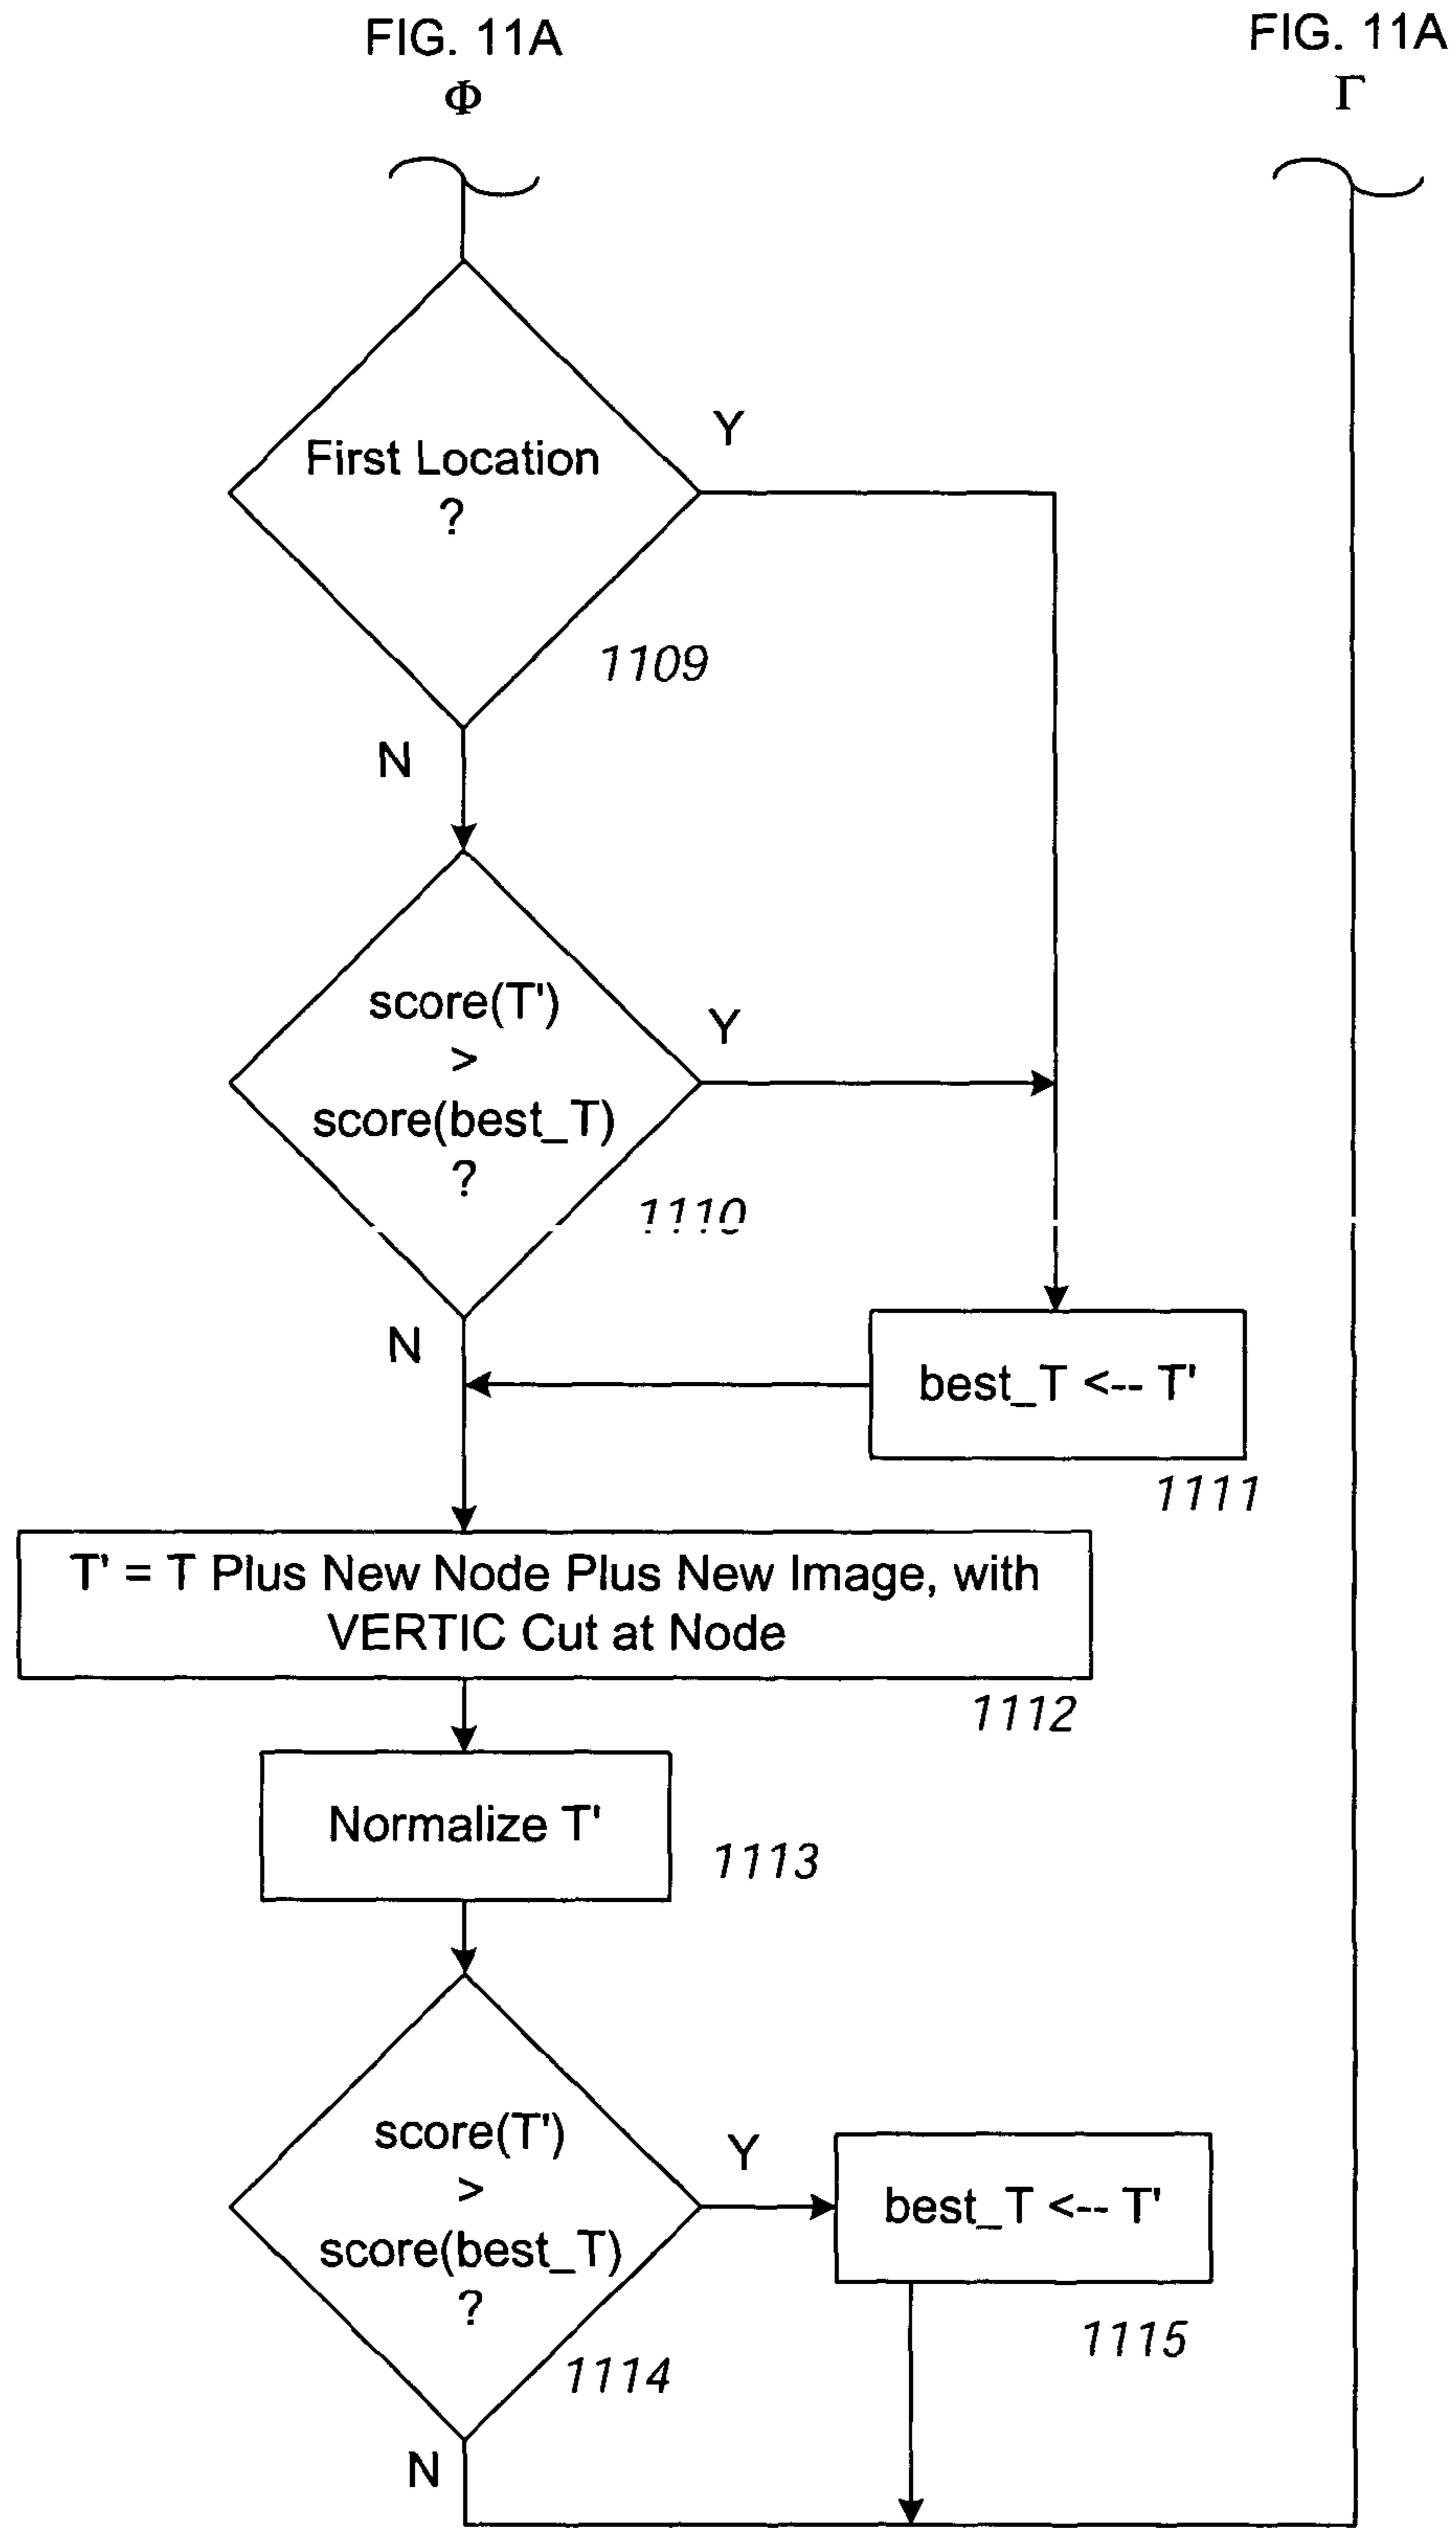 FIG. 11A
Φ
FIG. 11A
Γ
First Location
?
Y
1109
N
score(T')
>
score(best_T)
?
Y
1110
N
best_T <-- T'
1111
T' = T Plus New Node Plus New Image, with
VERTIC Cut at Node
1112
Normalize T'
1113
score(T')
>
score(best_T)
?
Y
best_T <-- T'
1115
1114
N